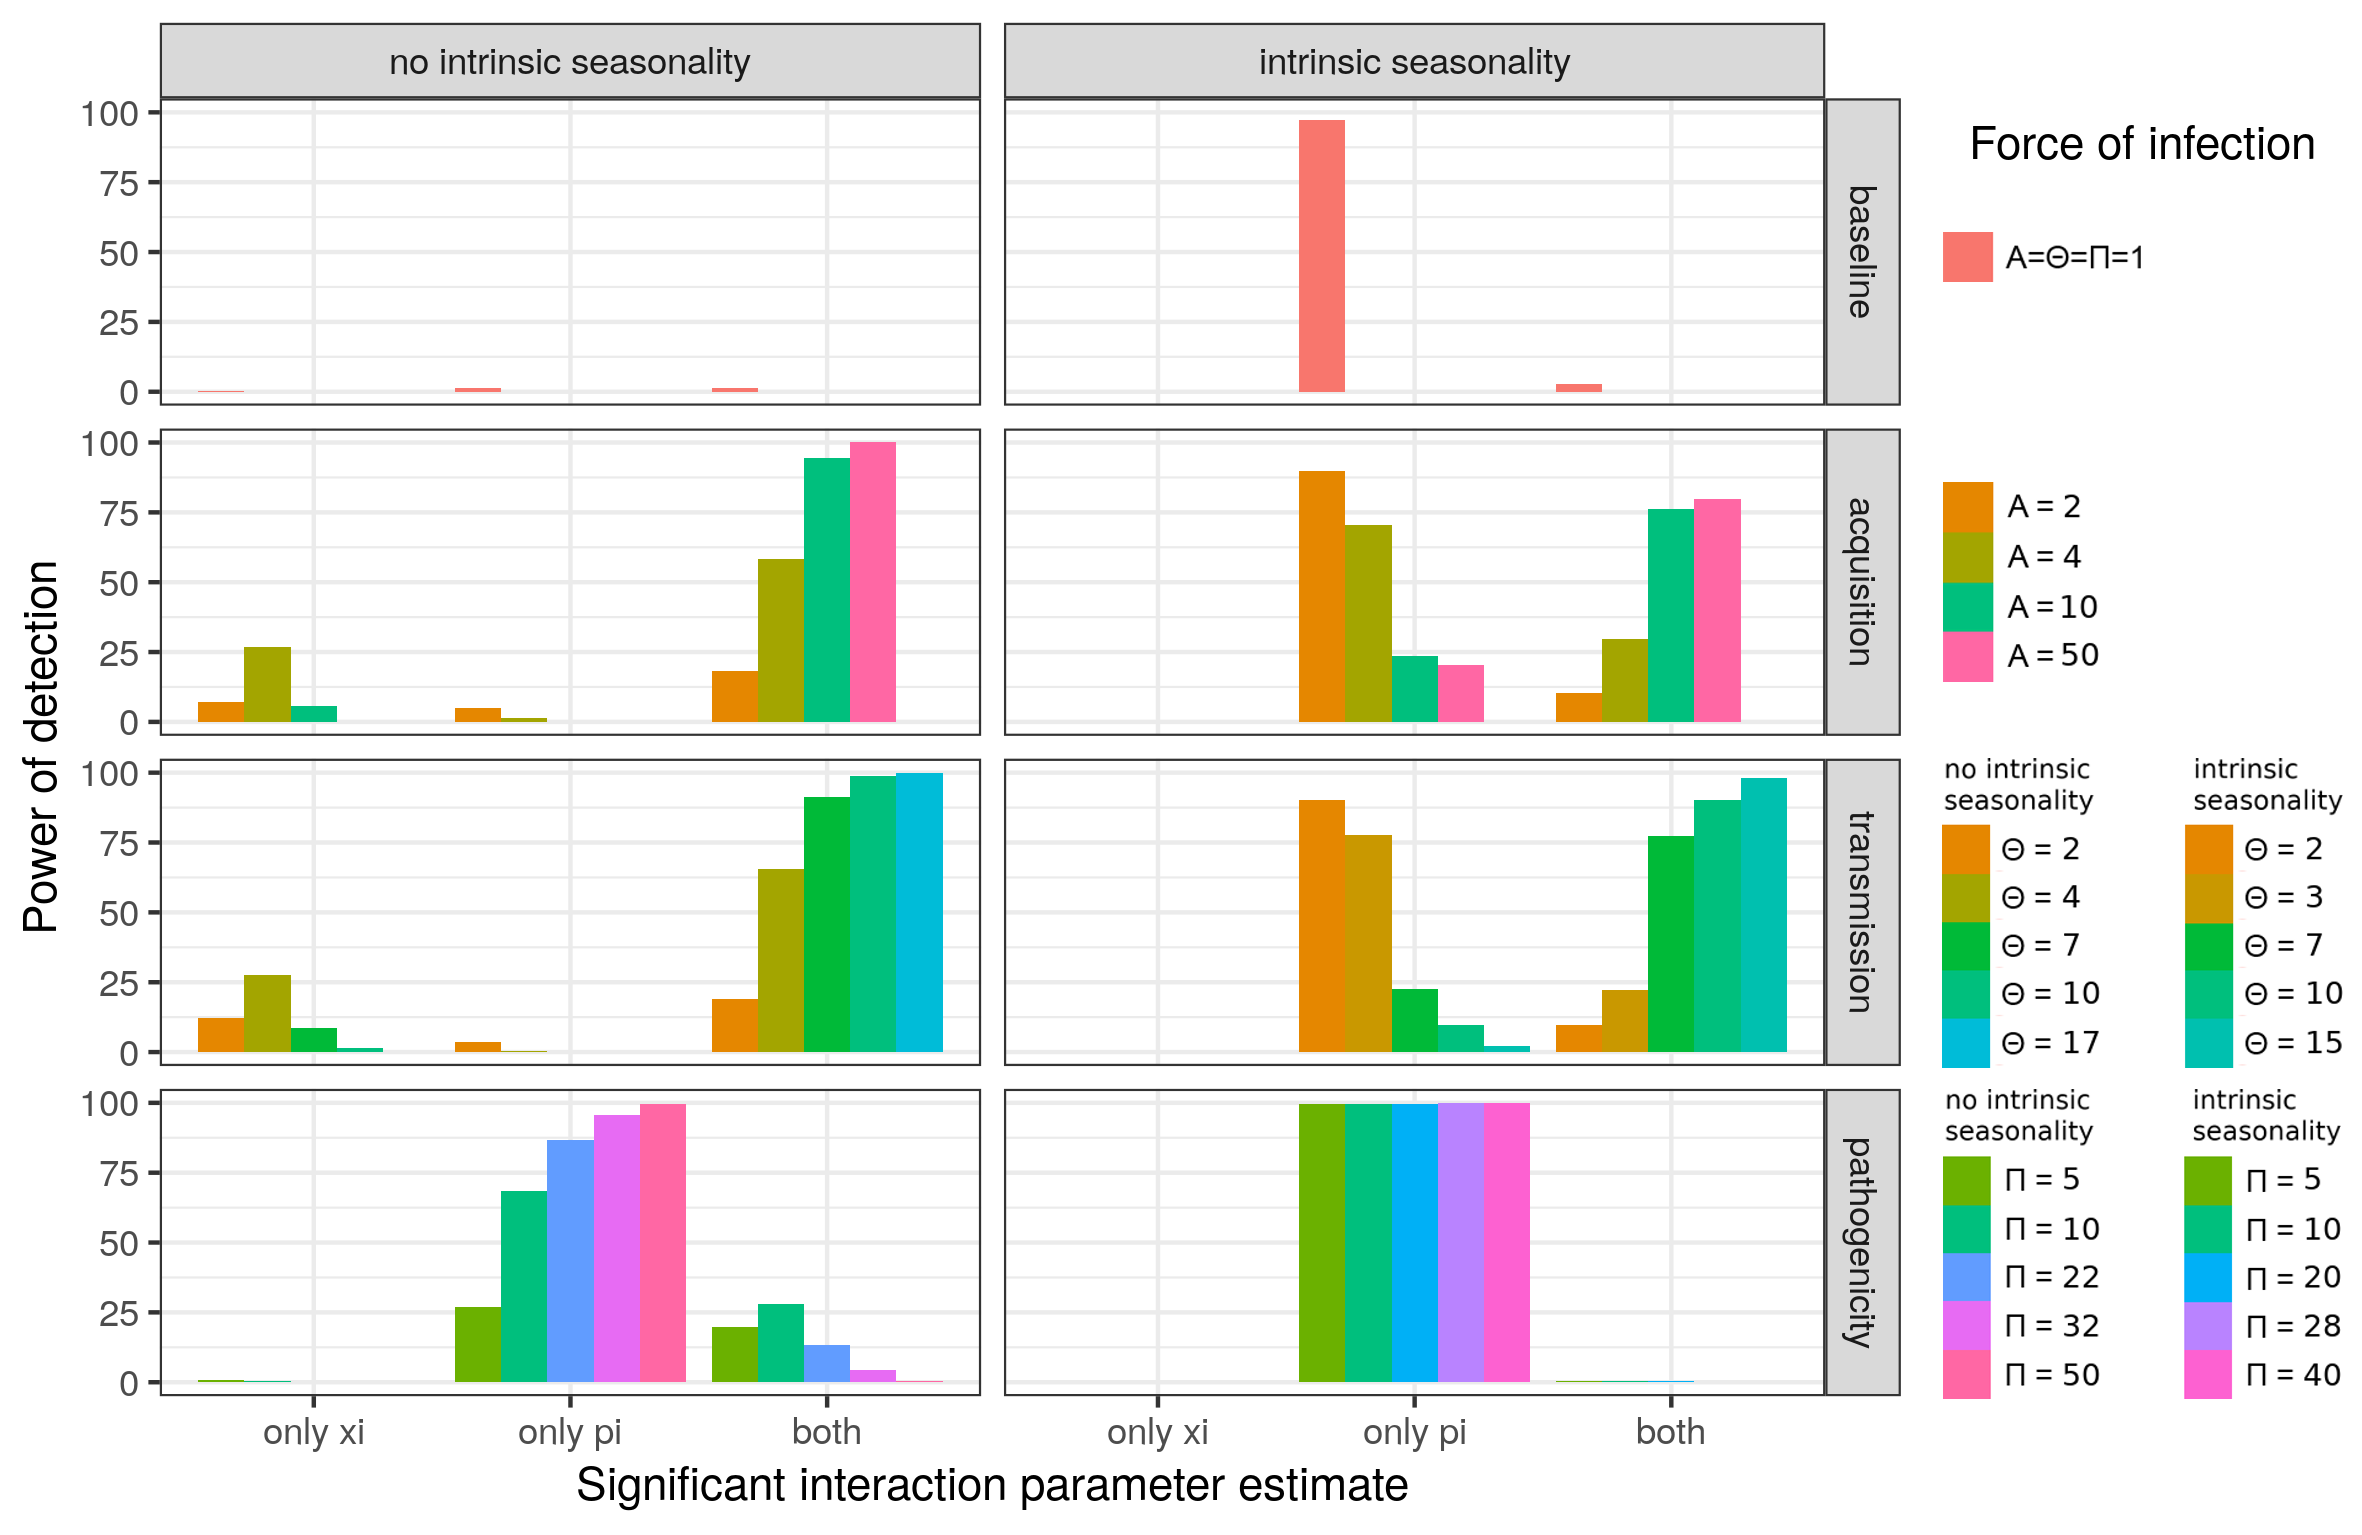 no intrinsic seasonality
intrinsic seasonality
Force of infection
Power of detection
100
75
50
25
0
baseline
A=Θ=Π=1
100
75
50
25
0
acquisition
A = 2
A = 4
A = 10
A = 50
100
75
50
25
0
transmission
no intrinsic
seasonality
Θ = 2
Θ = 4
Θ = 7
Θ = 10
Θ = 17
intrinsic
seasonality
Θ = 2
Θ = 3
Θ = 7
Θ = 10
Θ = 15
100
75
50
25
0
pathogenicity
no intrinsic
seasonality
Π = 5
Π = 10
Π = 22
Π = 32
Π = 50
intrinsic
seasonality
Π = 5
Π = 10
Π = 20
Π = 28
Π = 40
only xi only pi both only xi only pi both
Significant interaction parameter estimate